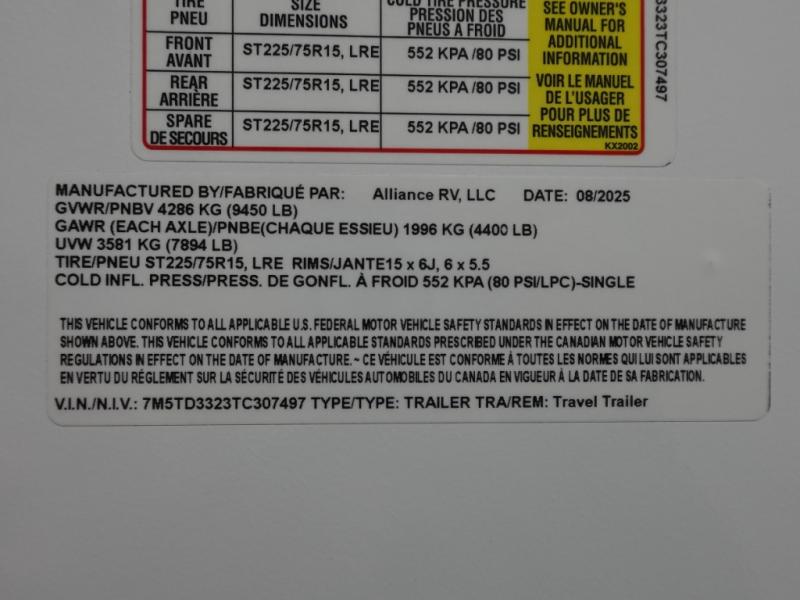 TIRE SIZE COLD TIRE PRESSURE SEE OWNER'S
PNEU DIMENSIONS PRESSION DES MANUAL FOR
PNEUS A FROID ADDITIONAL
INFORMATION
FRONT ST225/75R15, LRE 552 KPA /80 PSI
AVANT
REAR ST225/75R15, LRE 552 KPA /80 PSI VOIR LE MANUEL
ARRIÈRE DE L'USAGER
SPARE ST225/75R15, LRE 552 KPA /80 PSI POUR PLUS DE
DE SECOURS RENSEIGNEMENTS
KX2002
3323TC307497
MANUFACTURED BY/FABRIQUÉ PAR: Alliance RV, LLC DATE: 08/2025
GVWR/PNBV 4286 KG (9450 LB)
GAWR (EACH AXLE)/PNBE(CHAQUE ESSIEU) 1996 KG (4400 LB)
UVW 3581 KG (7894 LB)
TIRE/PNEU ST225/75R15, LRE RIMS/JANTE15 x 6J, 6 x 5.5
COLD INFL. PRESS/PRESS. DE GONFL. À FROID 552 KPA (80 PSI/LPC)-SINGLE
THIS VEHICLE CONFORMS TO ALL APPLICABLE U.S. FEDERAL MOTOR VEHICLE SAFETY STANDARDS IN EFFECT ON THE DATE OF MANUFACTURE
SHOWN ABOVE. THIS VEHICLE CONFORMS TO ALL APPLICABLE STANDARDS PRESCRIBED UNDER THE CANADIAN MOTOR VEHICLE SAFETY
REGULATIONS IN EFFECT ON THE DATE OF MANUFACTURE. ~ CE VÉHICULE EST CONFORME À TOUTES LES NORMES QUI LUI SONT APPLICABLES
EN VERTU DU RÉGLEMENT SUR LA SÉCURITÉ DES VÉHICULES AUTOMOBILES DU CANADA EN VIGUEUR À LA DATE DE SA FABRICATION.
V.I.N./N.I.V.: 7M5TD3323TC307497 TYPE/TYPE: TRAILER TRA/REM: Travel Trailer